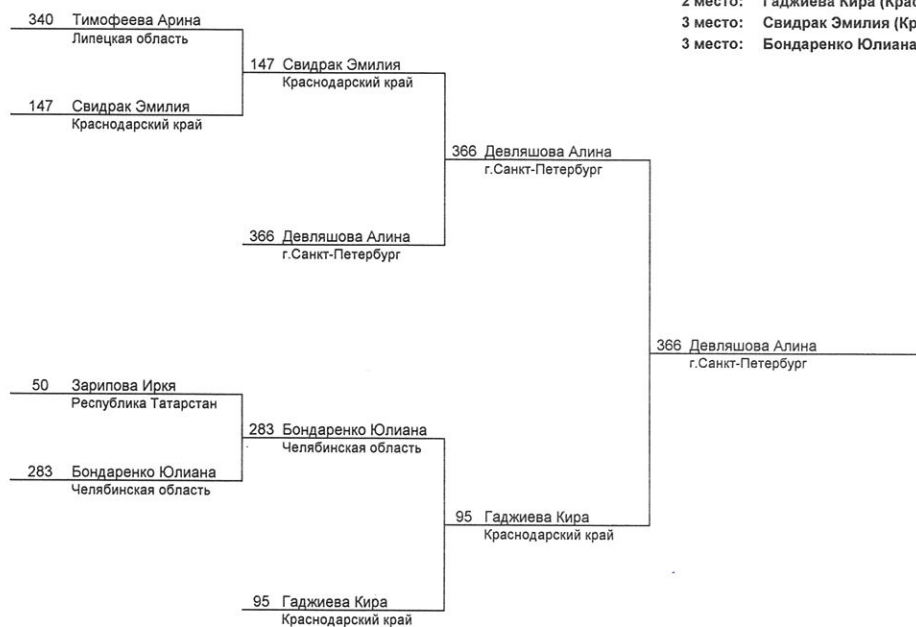 2 место: Гаджиева Кира
3 место: Свидрак Эмилия
3 место: Бондаренко Юлиана
340 Тимофеева Арина
Липецкая область
147 Свидрак Эмилия
Краснодарский край
147 Свидрак Эмилия
Краснодарский край
366 Девляшова Алина
г.Санкт-Петербург
366 Девляшова Алина
г.Санкт-Петербург
366 Девляшова Алина
г.Санкт-Петербург
50 Зарипова Иркя
Республика Татарстан
283 Бондаренко Юлиана
Челябинская область
283 Бондаренко Юлиана
Челябинская область
95 Гаджиева Кира
Краснодарский край
95 Гаджиева Кира
Краснодарский край